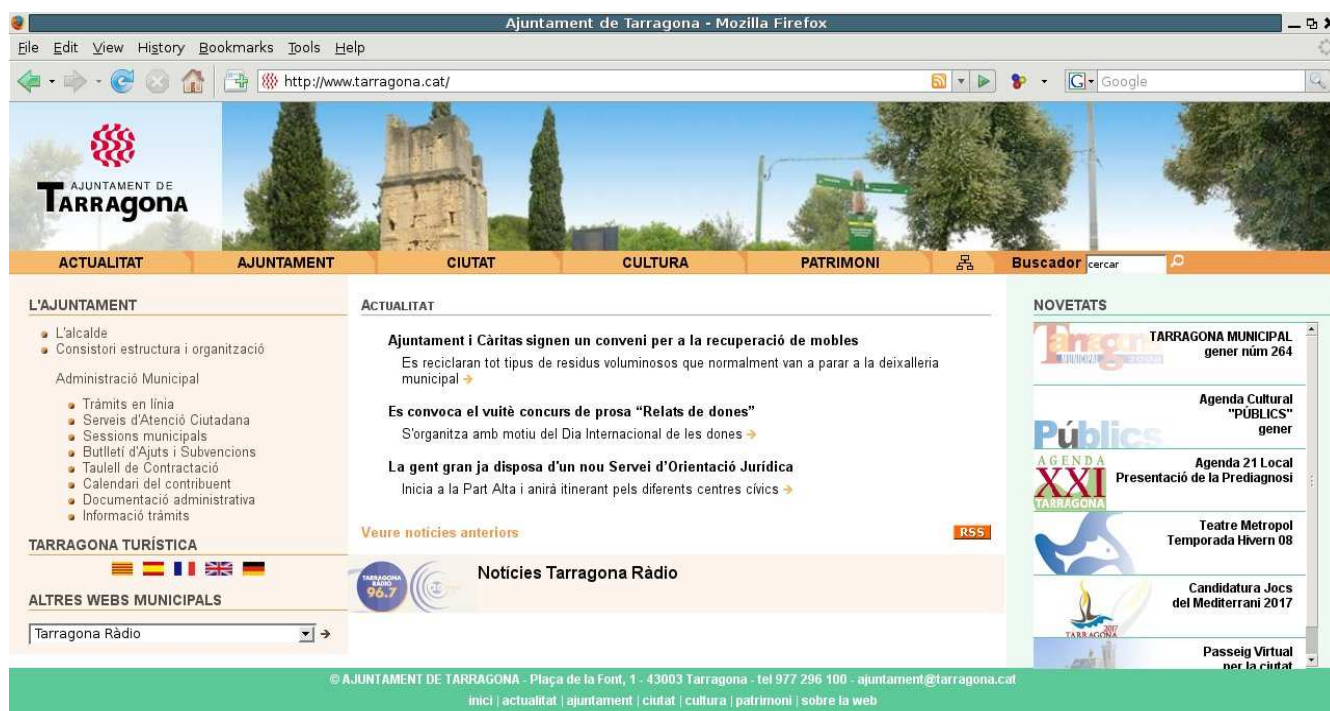 Ajuntament de Tarragona - Mozilla Firefox
File Edit View History Bookmarks Tools Help
http://www.tarragona.cat/
G Google
AJUNTAMENT DE
TARRAgona
ACTUALITAT AJUNTAMENT CIUTAT CULTURA PATRIMONI Buscador cercar
L'AJUNTAMENT
L'alcalde
Consistori estructura i organització
Administració Municipal
Tràmits en línia
Serveis d'Atenció Ciutadana
Sessions municipals
Butlletí d'Ajuts i Subvencions
Taulell de Contractació
Calendari del contribuent
Documentació administrativa
Informació tràmits
TARRAGONA TURÍSTICA
ALTRES WEBS MUNICIPALS
Tarragona Ràdio
ACTUALITAT
Ajuntament i Càritas signen un conveni per a la recuperació de mobles
Es reciclaran tot tipus de residus voluminosos que normalment van a parar a la deixalleria
municipal
Es convoca el vuitè concurs de prosa “Relats de dones”
S'organitza amb motiu del Dia Internacional de les dones
La gent gran ja disposa d'un nou Servei d'Orientació Jurídica
Inicia a la Part Alta i anirà itinerant pels diferents centres cívics
Veure notícies anteriors RSS
TARRAGONA
RÀDIO
96.7
Notícies Tarragona Ràdio
NOVETATS
Tarragona
MUNICIPAL
TARRAGONA MUNICIPAL
gener núm 264
Públics
Agenda Cultural
"PÚBLICS"
gener
AGENDA
XXI
TARRAGONA
Agenda 21 Local
Presentació de la Prediagnosi
Teatre Metropol
Temporada Hivern 08
TARRAGONA
2017
Candidatura Jocs
del Mediterrani 2017
Passeig Virtual
per la ciutat
© AJUNTAMENT DE TARRAGONA - Plaça de la Font, 1 - 43003 Tarragona - tel 977 296 100 - ajuntament@tarragona.cat
inici | actualitat | ajuntament | ciutat | cultura | patrimoni | sobre la web